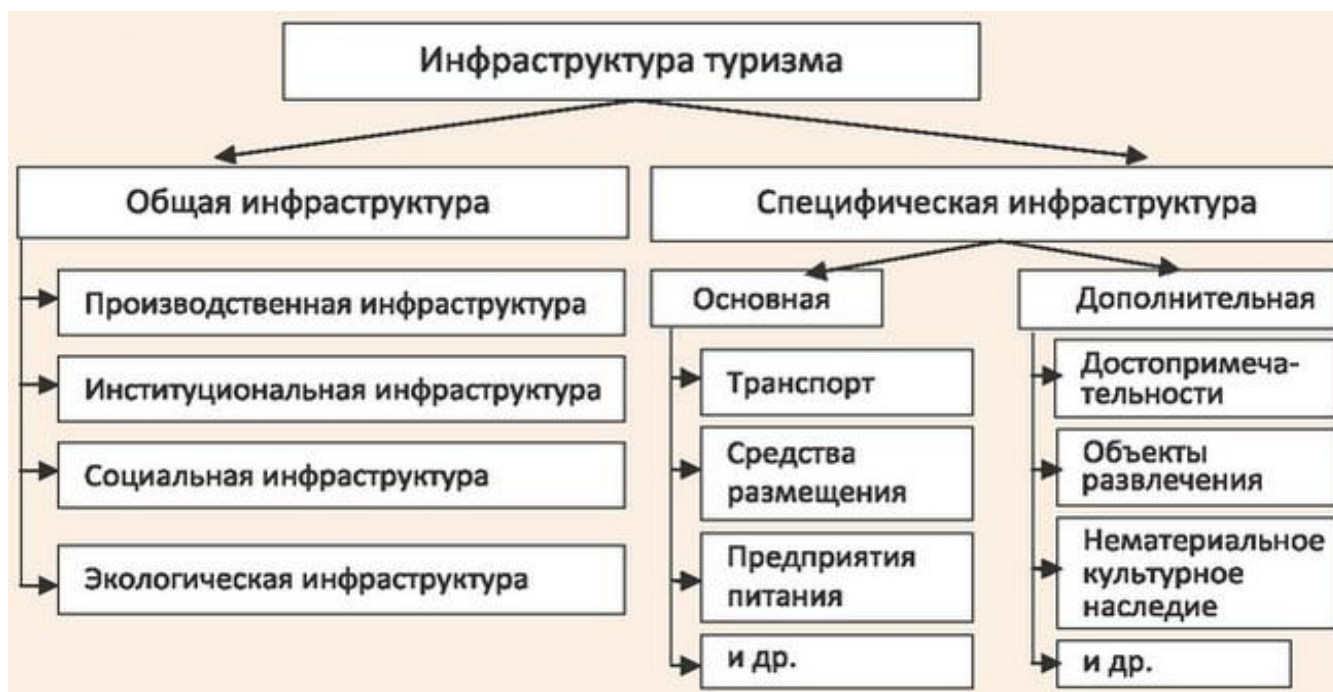 Инфраструктура туризма
Общая инфраструктура
Производственная инфраструктура
Институциональная инфраструктура
Социальная инфраструктура
Экологическая инфраструктура
Специфическая инфраструктура
Основная
Транспорт
Средства
размещения
Предприятия
питания
и др.
Дополнительная
Достопримеча-
тельности
Объекты
развлечения
Нематериальное
культурное
наследие
и др.